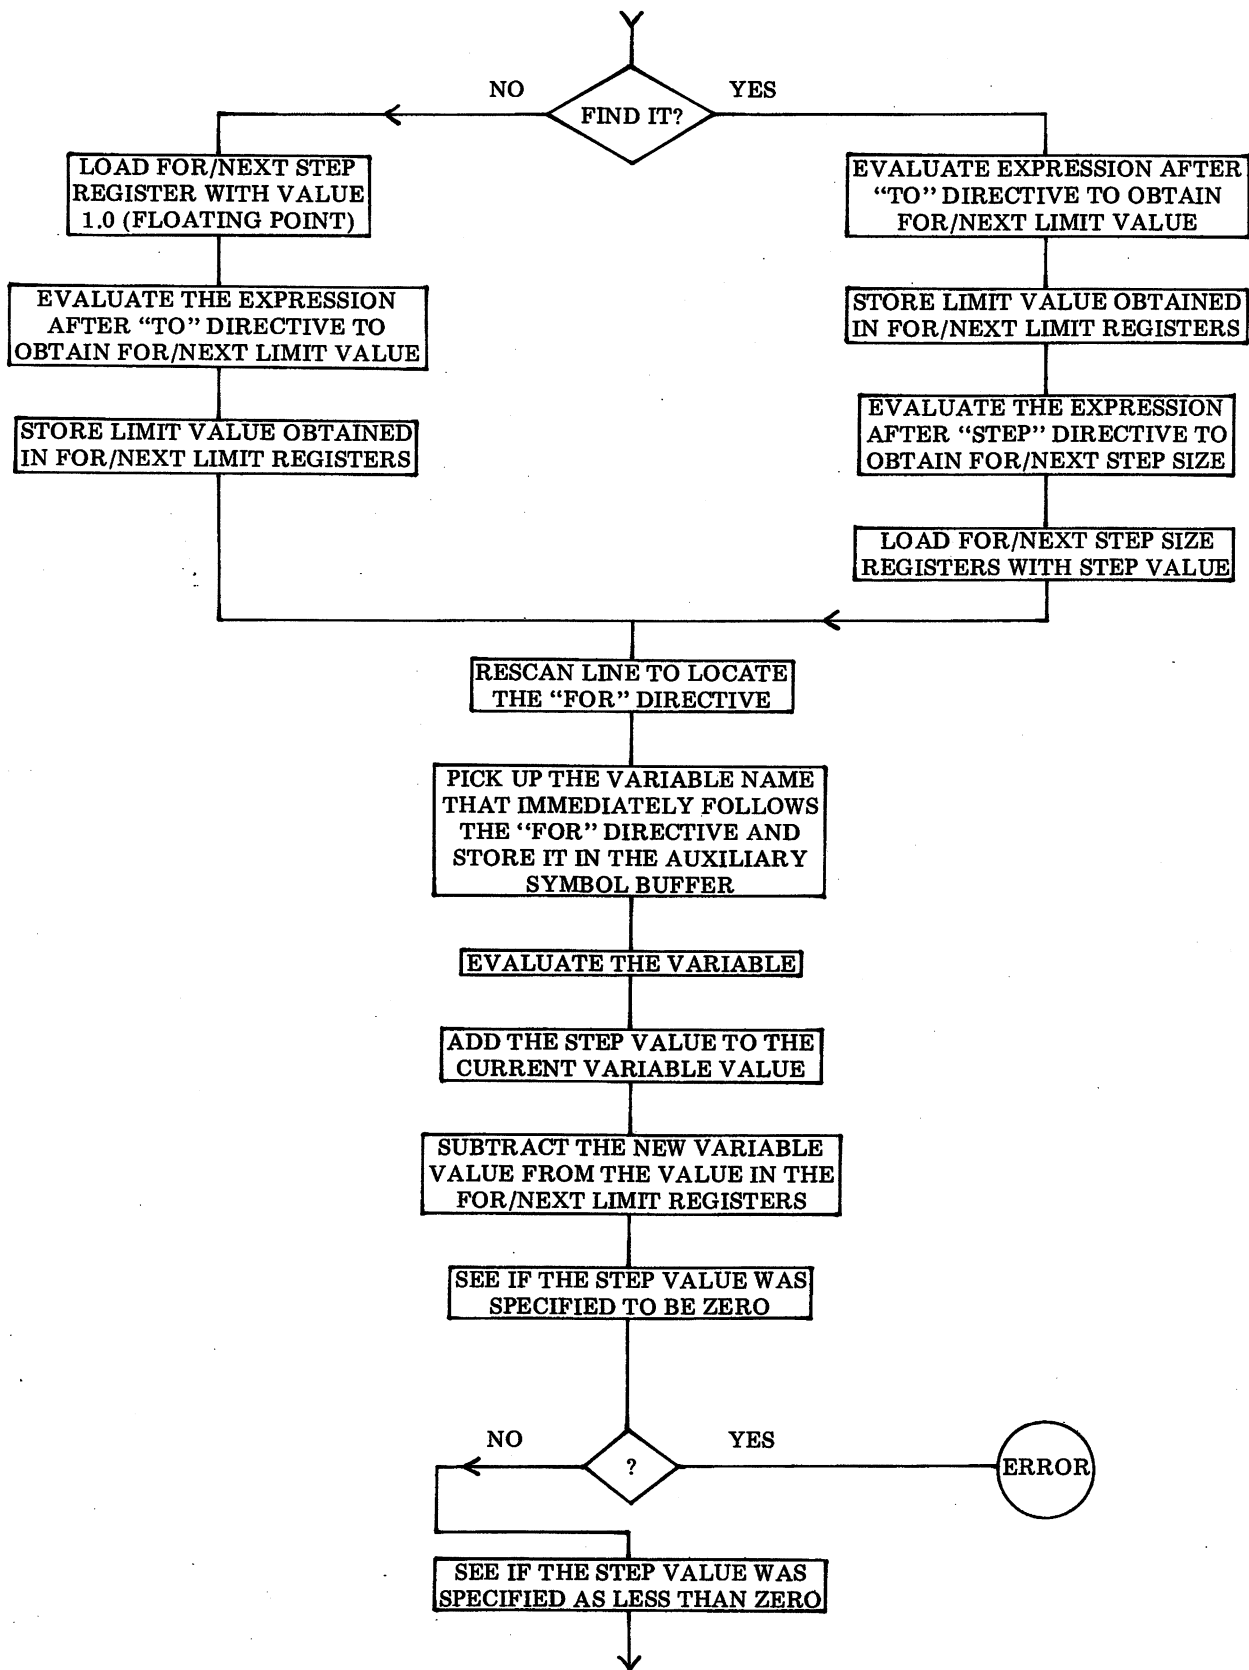 NO
YES
FIND IT?
LOAD FOR/NEXT STEP
REGISTER WITH VALUE
1.0 (FLOATING POINT)
EVALUATE THE EXPRESSION
AFTER “TO” DIRECTIVE TO
OBTAIN FOR/NEXT LIMIT VALUE
STORE LIMIT VALUE OBTAINED
IN FOR/NEXT LIMIT REGISTERS
EVALUATE EXPRESSION AFTER
“TO” DIRECTIVE TO OBTAIN
FOR/NEXT LIMIT VALUE
STORE LIMIT VALUE OBTAINED
IN FOR/NEXT LIMIT REGISTERS
EVALUATE THE EXPRESSION
AFTER “STEP” DIRECTIVE TO
OBTAIN FOR/NEXT STEP SIZE
LOAD FOR/NEXT STEP SIZE
REGISTERS WITH STEP VALUE
RESCAN LINE TO LOCATE
THE “FOR” DIRECTIVE
PICK UP THE VARIABLE NAME
THAT IMMEDIATELY FOLLOWS
THE “FOR” DIRECTIVE AND
STORE IT IN THE AUXILIARY
SYMBOL BUFFER
EVALUATE THE VARIABLE
ADD THE STEP VALUE TO THE
CURRENT VARIABLE VALUE
SUBTRACT THE NEW VARIABLE
VALUE FROM THE VALUE IN THE
FOR/NEXT LIMIT REGISTERS
SEE IF THE STEP VALUE WAS
SPECIFIED TO BE ZERO
NO
YES
?
ERROR
SEE IF THE STEP VALUE WAS
SPECIFIED AS LESS THAN ZERO